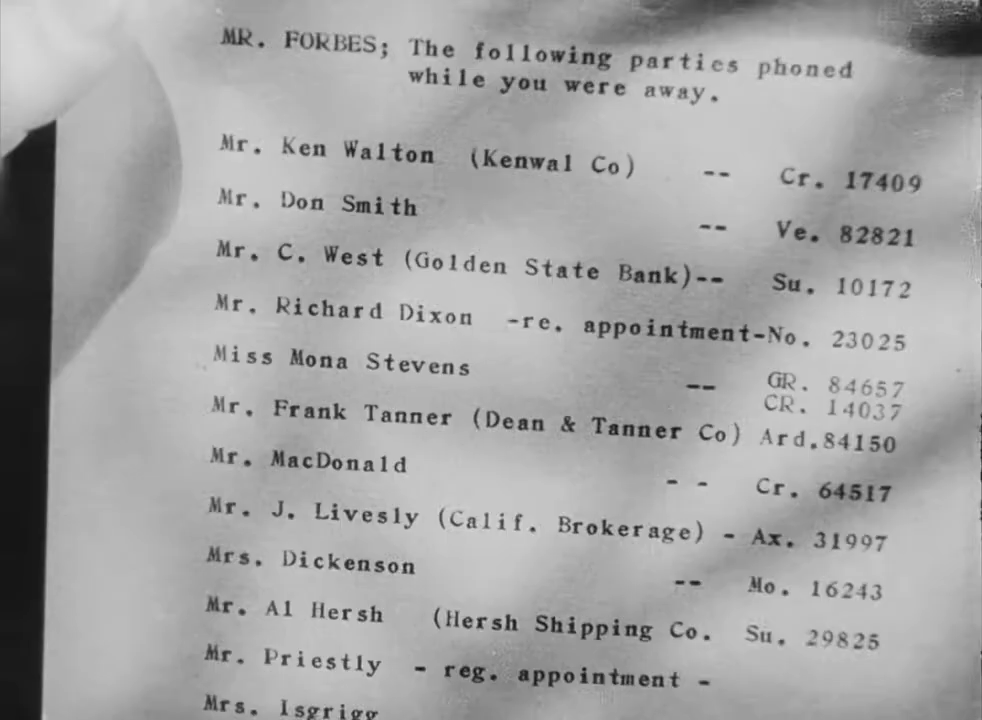 MR. FORBES; The following parties phoned
while you were away.
Mr. Ken Walton (Kenwal Co) -- Cr. 17409
Mr. Don Smith -- Ve. 82821
Mr. C. West (Golden State Bank)-- Su. 10172
Mr. Richard Dixon -re. appointment-No. 23025
Miss Mona Stevens -- GR. 84657
CR. 14037
Mr. Frank Tanner (Dean & Tanner Co) Ard.84150
Mr. MacDonald - - Cr. 64517
Mr. J. Livesly (Calif. Brokerage) - Ax. 31997
Mrs. Dickenson -- Mo. 16243
Mr. Al Hersh (Hersh Shipping Co. Su. 29825
Mr. Priestly - reg. appointment -
Mrs. Isgrigg